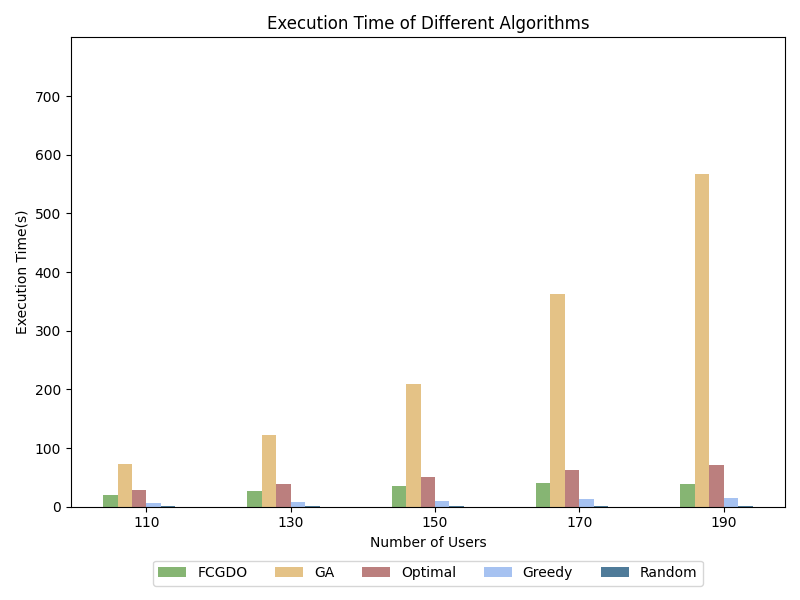 Execution Time of Different Algorithms
700
600
500
400
300
200
100
0
Execution Time(s)
110 130 150 170 190
Number of Users
FCGDO GA Optimal Greedy Random